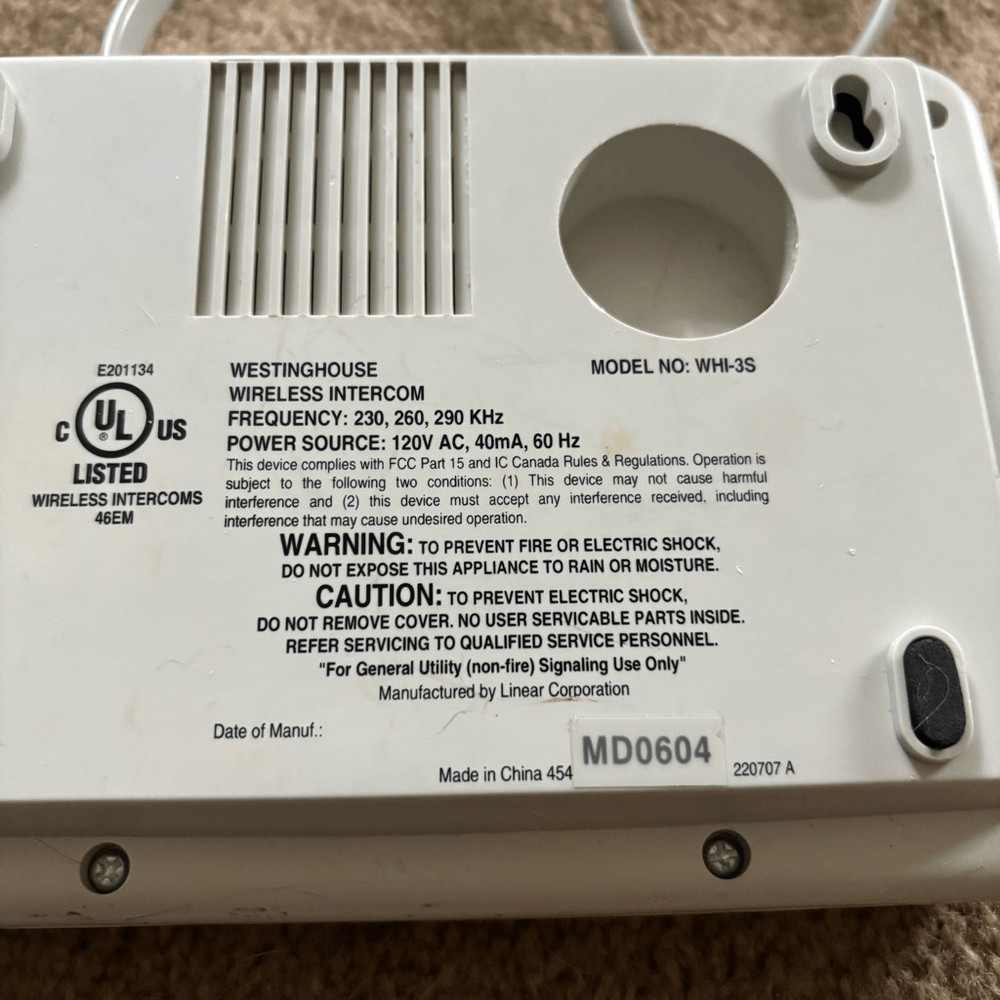 E201134
C UL ® US
LISTED
WIRELESS INTERCOMS
46EM
WESTINGHOUSE
MODEL NO: WHI-3S
WIRELESS INTERCOM
FREQUENCY: 230, 260, 290 KHz
POWER SOURCE: 120V AC, 40mA, 60 Hz
This device complies with FCC Part 15 and IC Canada Rules & Regulations. Operation is
subject to the following two conditions: (1) This device may not cause harmful
interference and (2) this device must accept any interference received, including
interference that may cause undesired operation.
WARNING: TO PREVENT FIRE OR ELECTRIC SHOCK,
DO NOT EXPOSE THIS APPLIANCE TO RAIN OR MOISTURE.
CAUTION: TO PREVENT ELECTRIC SHOCK,
DO NOT REMOVE COVER. NO USER SERVICABLE PARTS INSIDE.
REFER SERVICING TO QUALIFIED SERVICE PERSONNEL.
"For General Utility (non-fire) Signaling Use Only"
Manufactured by Linear Corporation
Date of Manuf.:
MD0604
Made in China 454
220707 A